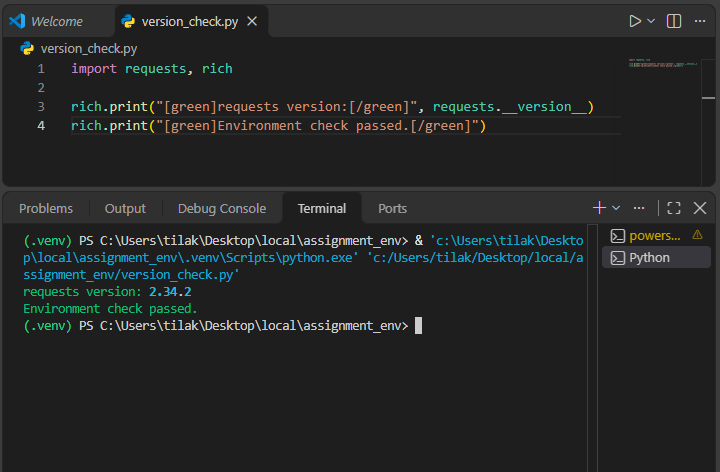 Welcome
version_check.py
version_check.py
1 import requests, rich
2
3 rich.print("[green]requests version:[/green]", requests.__version__)
4 rich.print("[green]Environment check passed.[/green]")
Problems Output Debug Console Terminal Ports
(.venv) PS C:\Users\tilak\Desktop\local\assignment_env> & 'c:\Users\tilak\Deskto
p\local\assignment_env\.venv\Scripts\python.exe' 'c:/Users/tilak/Desktop/local/a
ssignment_env/version_check.py'
requests version: 2.34.2
Environment check passed.
(.venv) PS C:\Users\tilak\Desktop\local\assignment_env>
powers...
Python